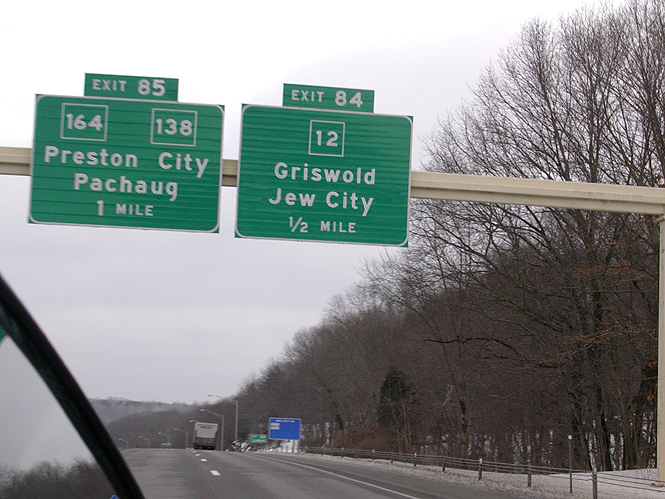 EXIT 85
164 138
Preston City
Pachaug
1 MILE
EXIT 84
12
Griswold
Jew City
½ MILE